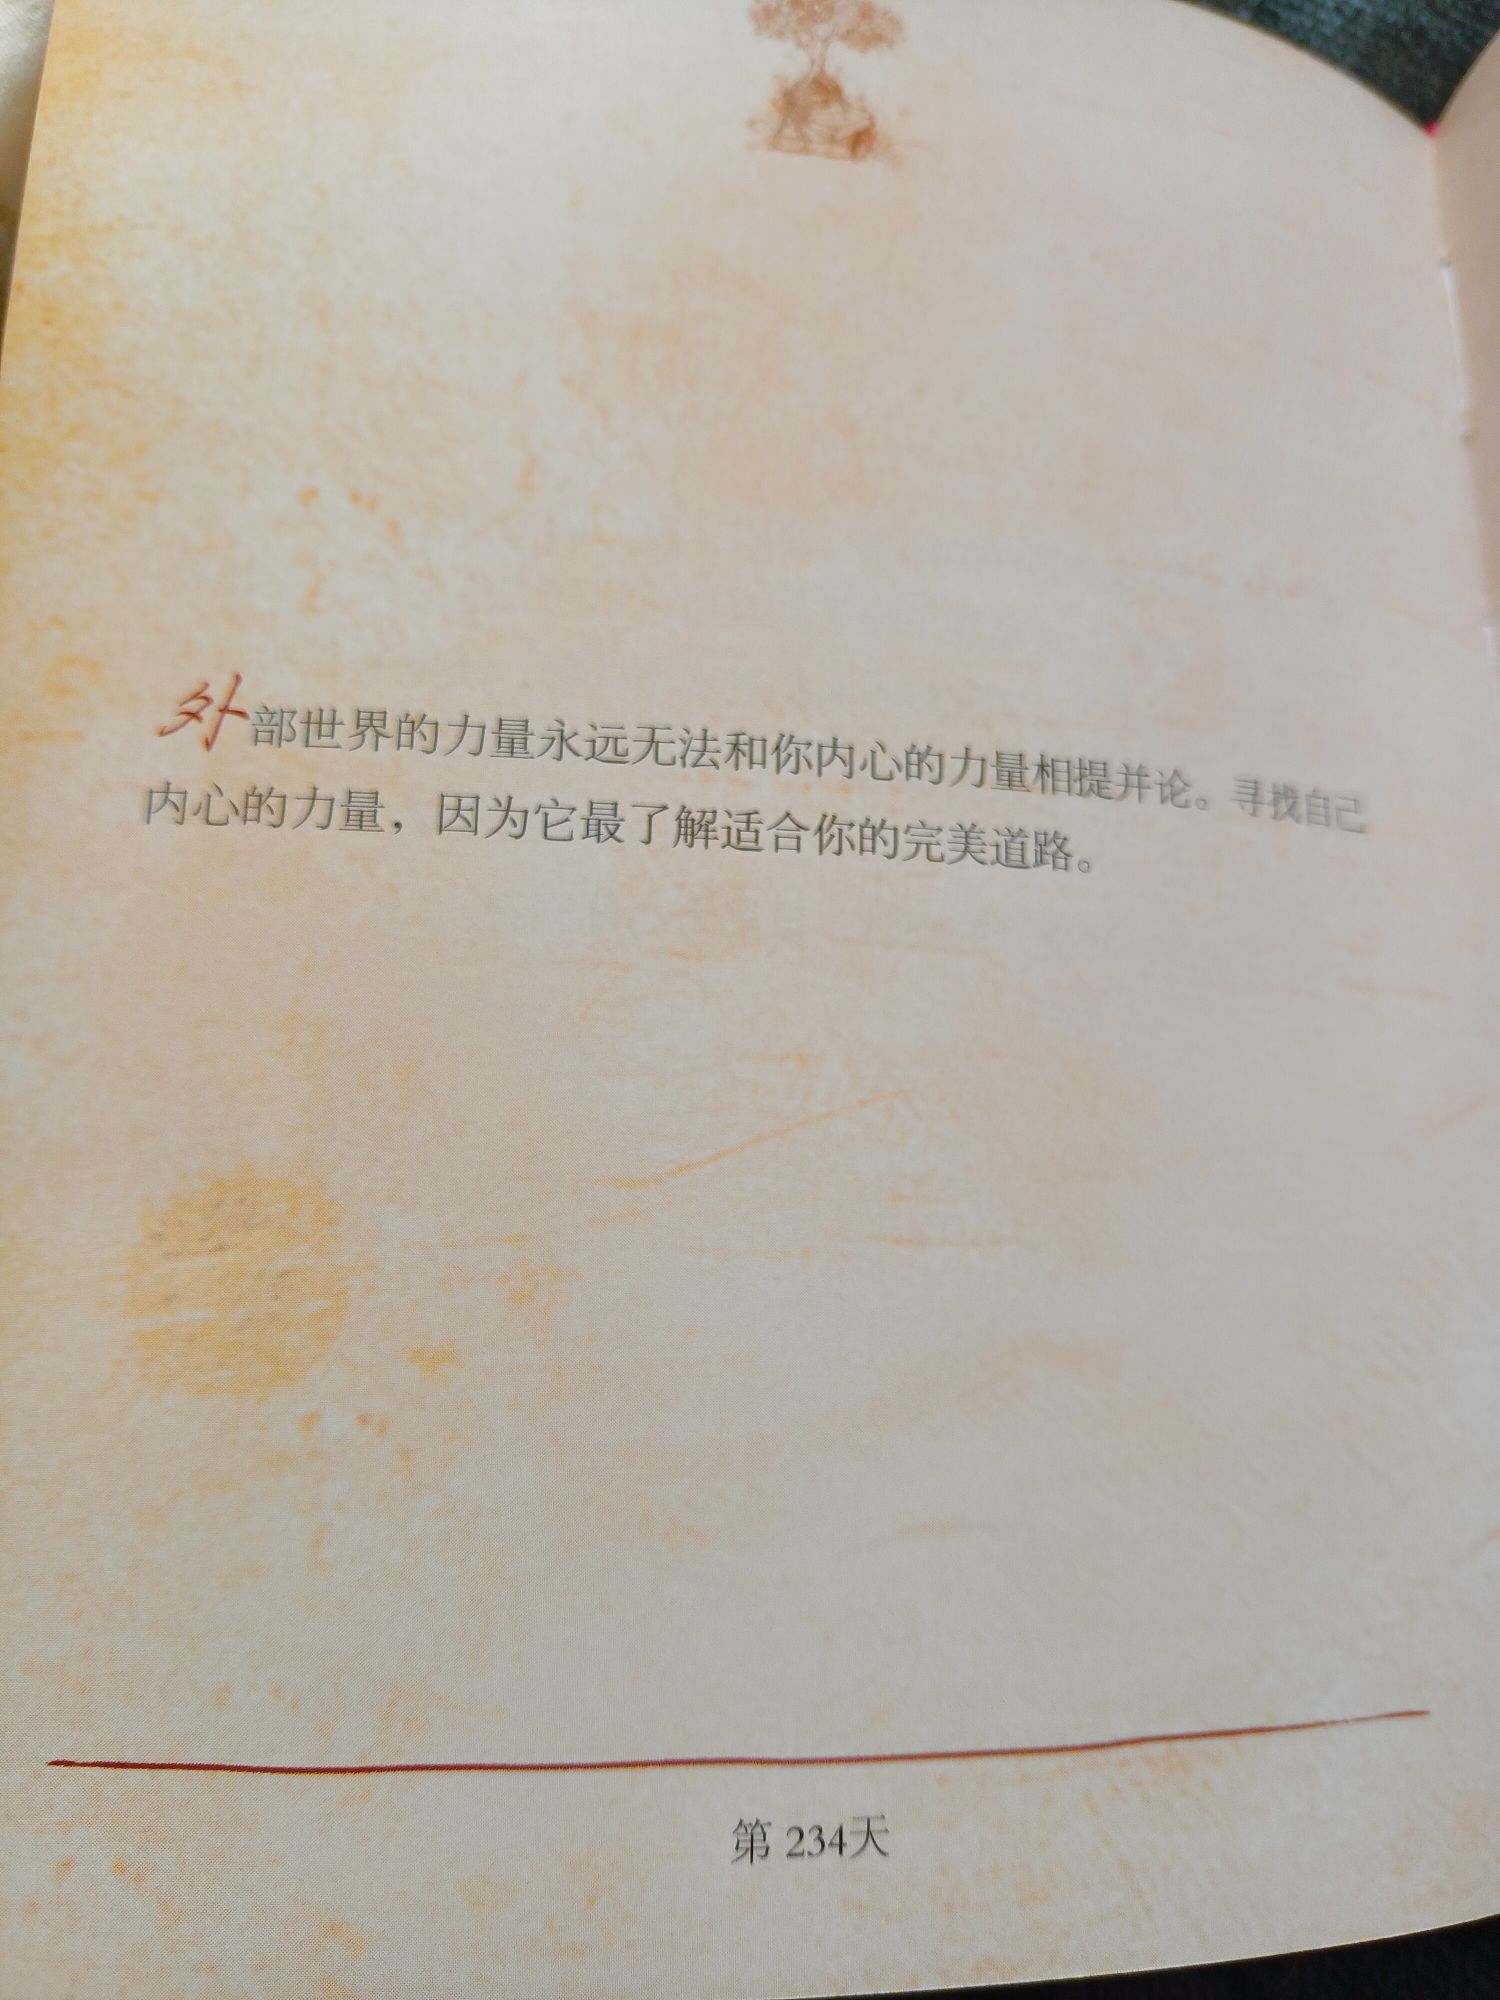 外部世界的力量永远无法和你内心的力量相提并论。寻找自己
内心的力量，因为它最了解适合你的完美道路。
第 234天